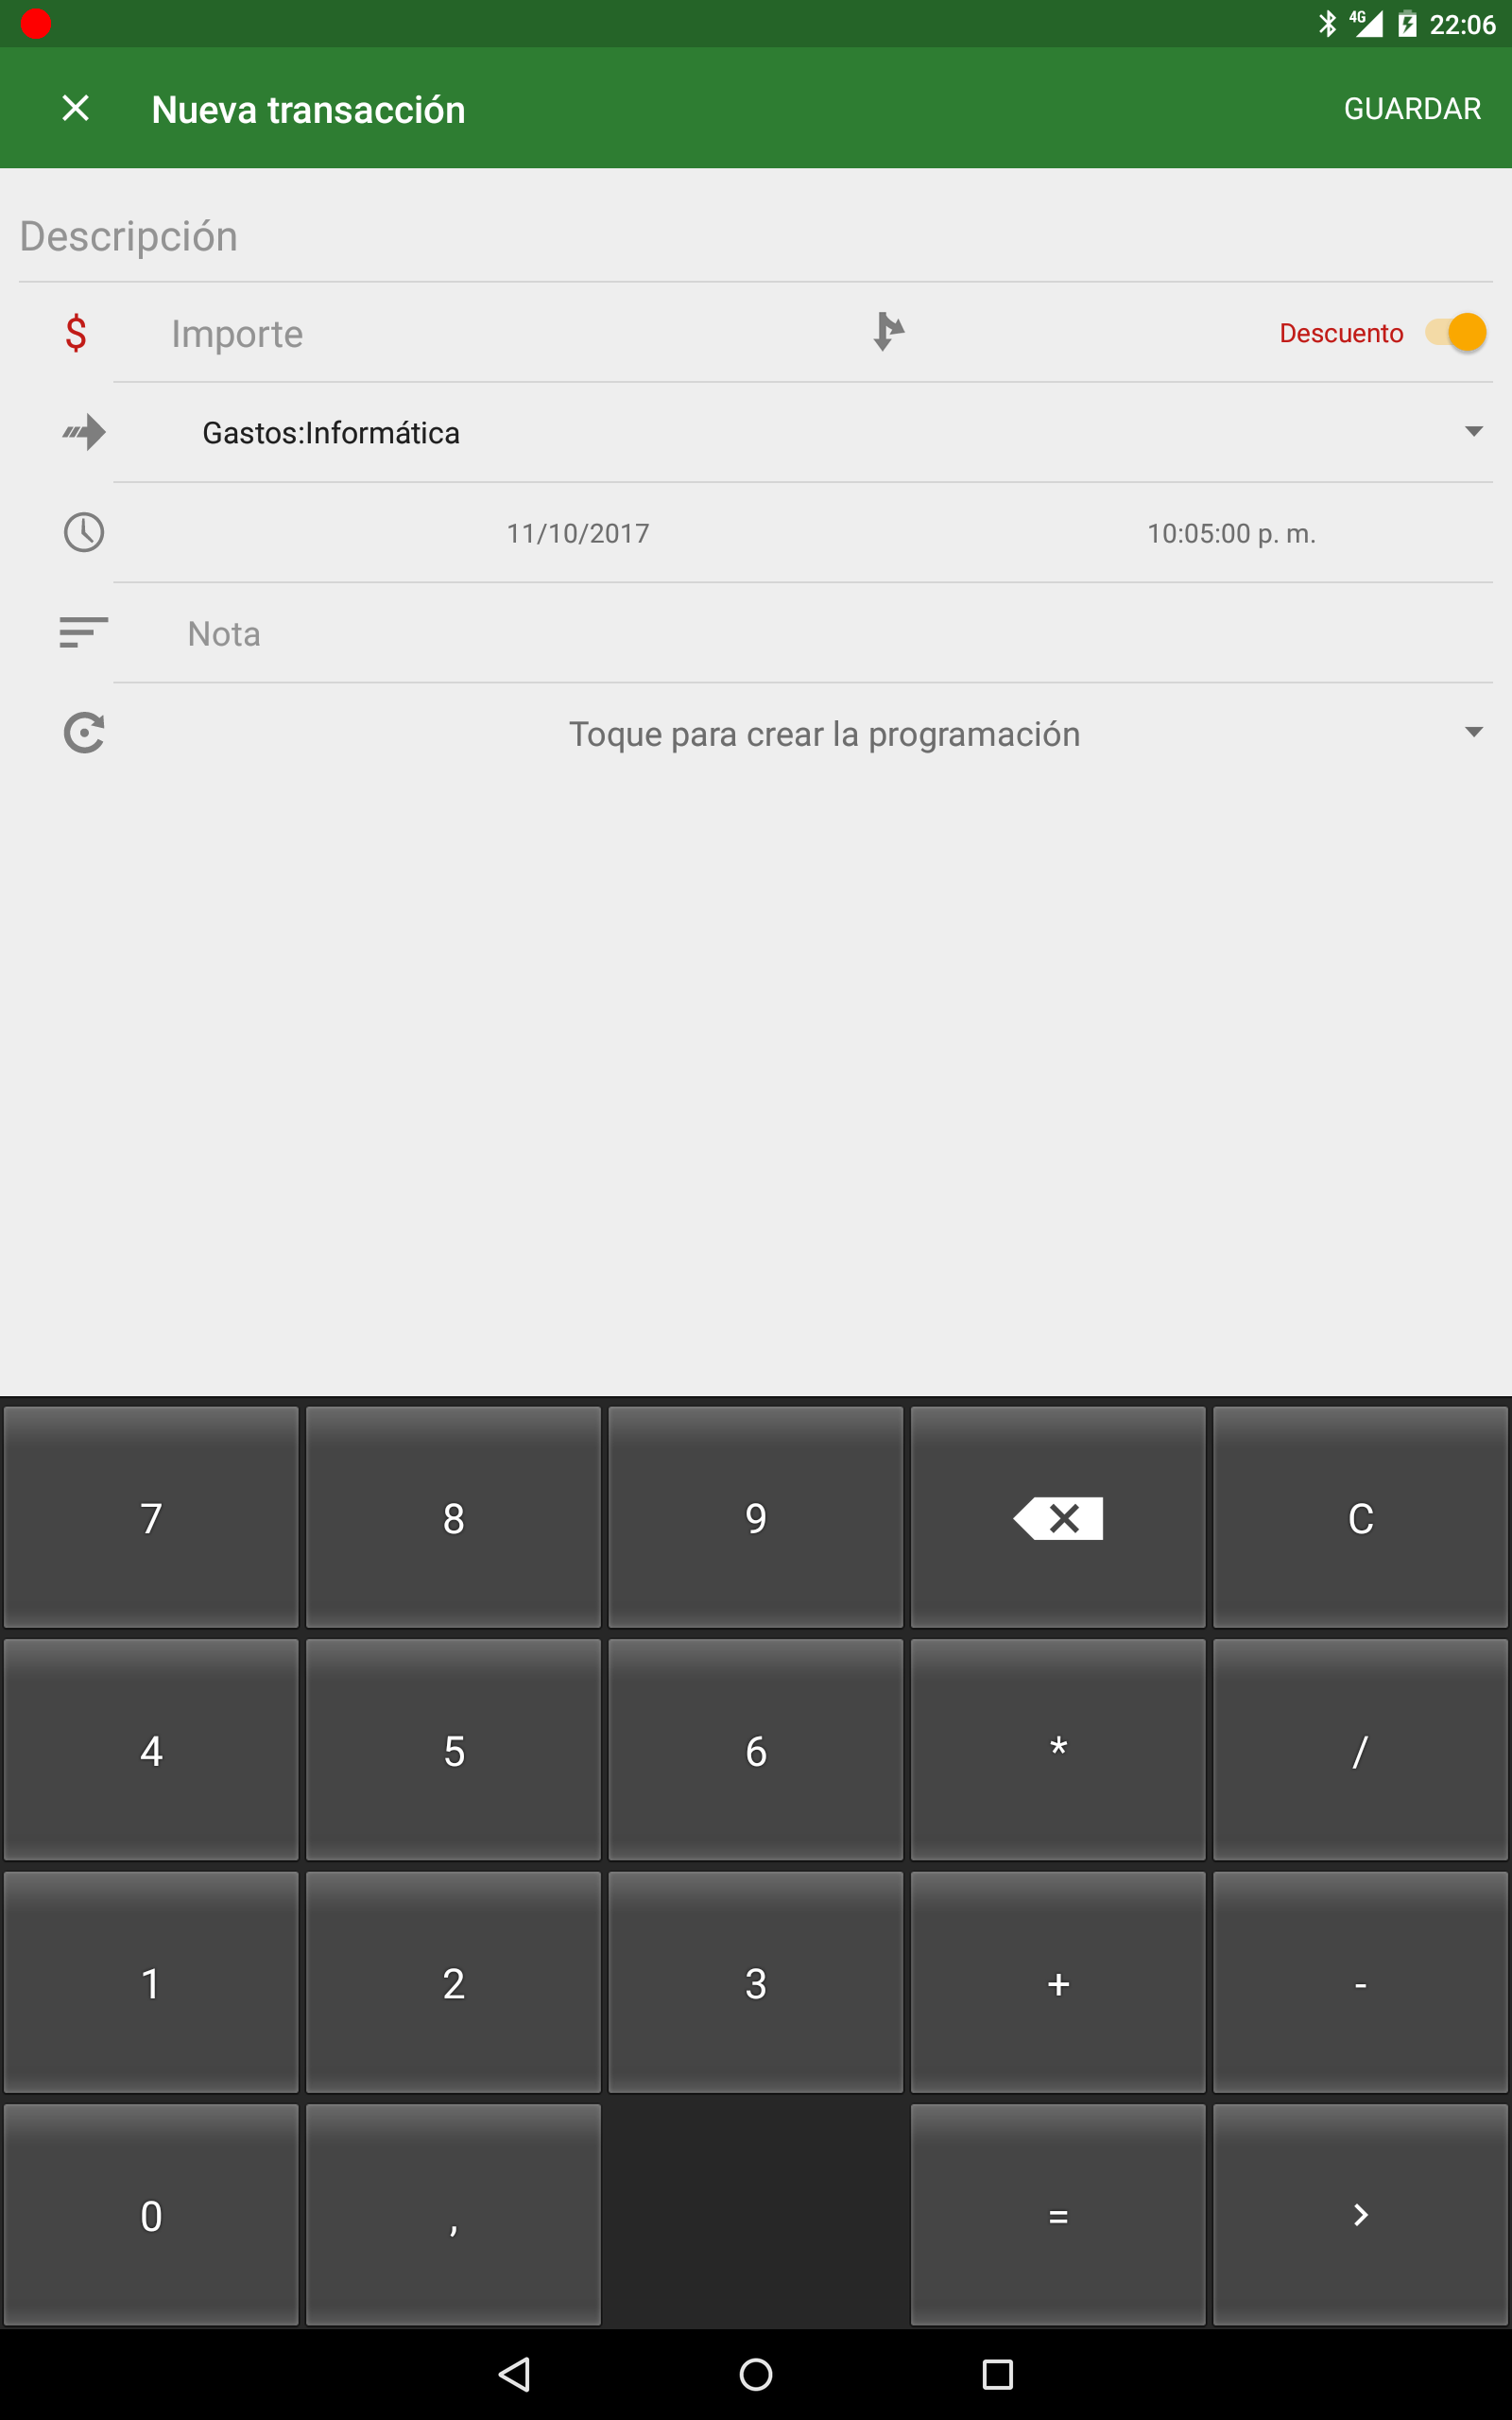 4G 22:06
Nueva transacción GUARDAR
Descripción
$ Importe Descuento
Gastos:Informática
11/10/2017 10:05:00 p. m.
Nota
Toque para crear la programación
7 8 9 C
4 5 6 * /
1 2 3 + -
0 , = >